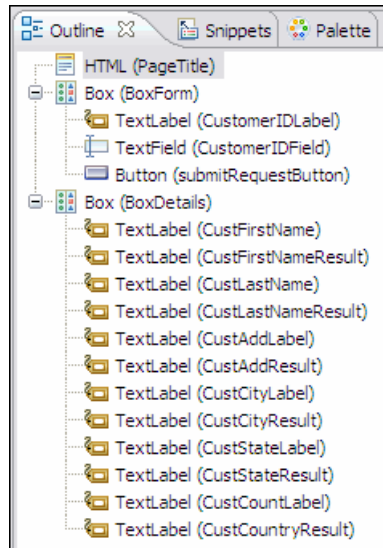 Outline Snippets Palette
HTML (PageTitle)
Box (BoxForm)
TextLabel (CustomerIDLabel)
TextField (CustomerIDField)
Button (submitRequestButton)
Box (BoxDetails)
TextLabel (CustFirstName)
TextLabel (CustFirstNameResult)
TextLabel (CustLastName)
TextLabel (CustLastNameResult)
TextLabel (CustAddLabel)
TextLabel (CustAddResult)
TextLabel (CustCityLabel)
TextLabel (CustCityResult)
TextLabel (CustStateLabel)
TextLabel (CustStateResult)
TextLabel (CustCountLabel)
TextLabel (CustCountryResult)